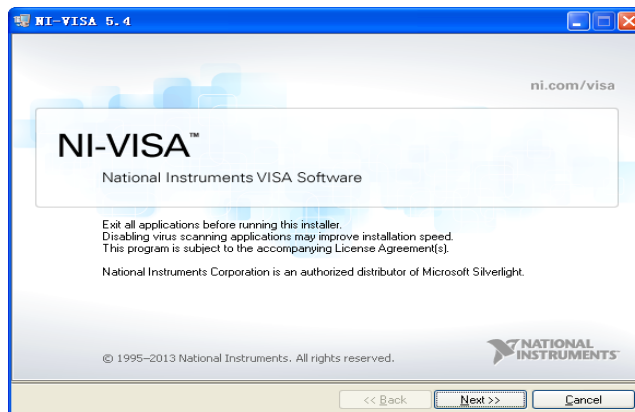 NI-VISA 5.4
ni.com/visa
NI-VISA™
National Instruments VISA Software
Exit all applications before running this installer.
Disabling virus scanning applications may improve installation speed.
This program is subject to the accompanying License Agreement(s).
National Instruments Corporation is an authorized distributor of Microsoft Silverlight.
© 1995–2013 National Instruments. All rights reserved.
NATIONAL
INSTRUMENTS™
<< Back
Next >>
Cancel